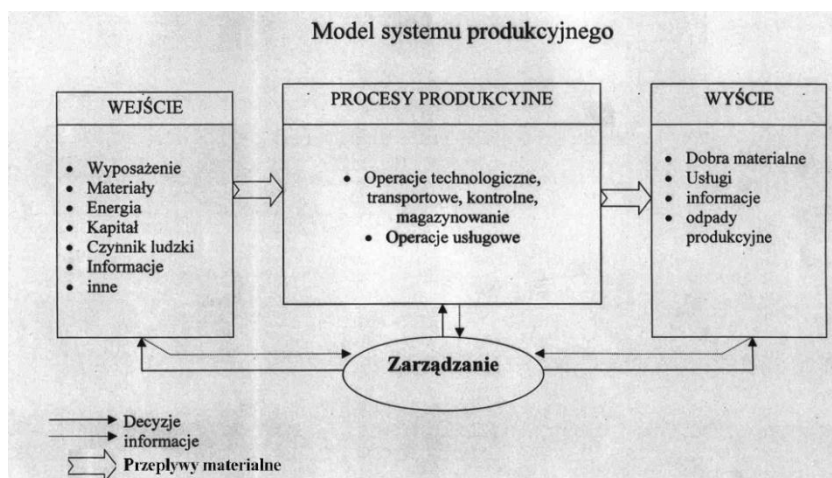 Model systemu produkcyjnego
WEJŚCIE
Wyposażenie
Materiały
Energia
Kapitał
Czynnik ludzki
Informacje
inne
PROCESY PRODUKCYJNE
Operacje technologiczne,
transportowe, kontrolne,
magazynowanie
Operacje usługowe
WYŚCIE
Dobra materialne
Usługi
informacje
odpady
produkcyjne
Zarządzanie
Decyzje
informacje
Przepływy materialne